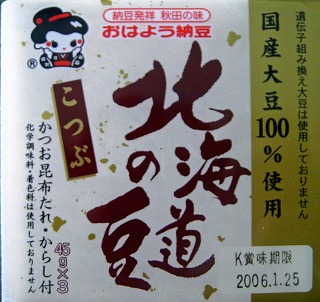 納豆発祥 秋田の味
おはよう納豆
®
遺伝子組み換え大豆は使用しておりません
国産大豆100%使用
北海道
の豆
こつぶ
かつお昆布たれ・からし付
45g×3
化学調味料・着色料は使用しておりません
K賞味期限
2006.1.25